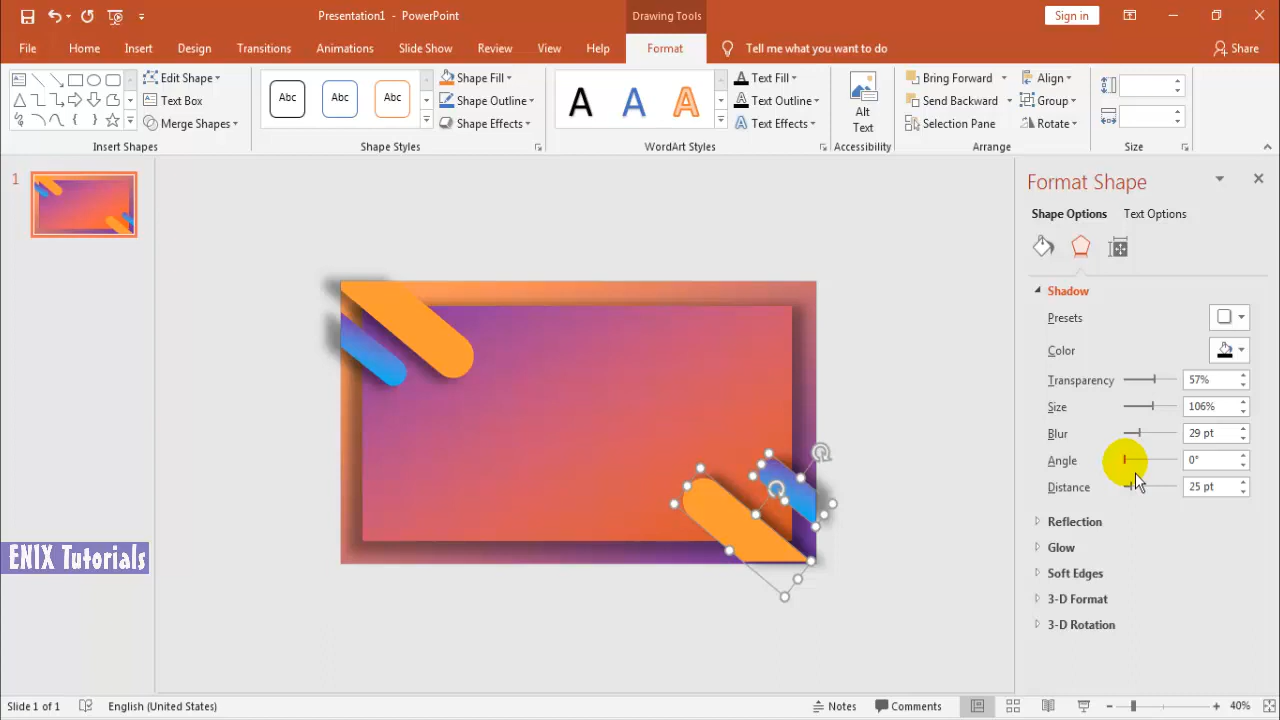 Presentation1 - PowerPoint
Drawing Tools
Sign in
File Home Insert Design Transitions Animations Slide Show Review View Help Format Tell me what you want to do Share
Edit Shape
Text Box
Merge Shapes
Insert Shapes
Abc Abc Abc
Shape Fill
Shape Outline
Shape Effects
Shape Styles
A A A
Text Fill
Text Outline
Text Effects
WordArt Styles
Alt
Text
Accessibility
Bring Forward
Send Backward
Selection Pane
Align
Group
Rotate
Arrange
Size
1
Format Shape
Shape Options Text Options
Shadow
Presets
Color
Transparency 57%
Size 106%
Blur 29 pt
Angle 0°
Distance 25 pt
Reflection
Glow
Soft Edges
3-D Format
3-D Rotation
EN1X Tutorials
Slide 1 of 1 English (United States) Notes Comments 40%